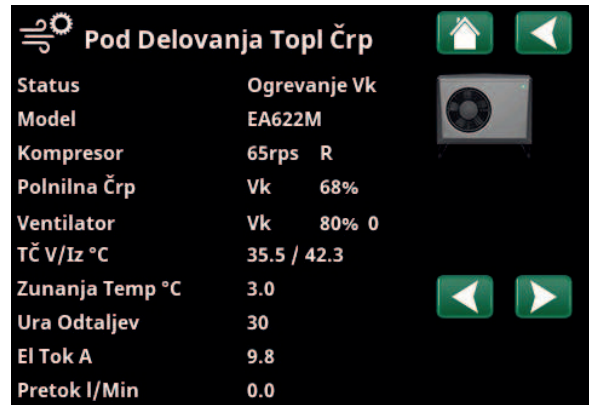 Pod Delovanja Topl Črp
Status Ogrevanje Vk
Model EA622M
Kompresor 65rps R
Polnilna Črp Vk 68%
Ventilator Vk 80% 0
TČ V/Iz °C 35.5 / 42.3
Zunanja Temp °C 3.0
Ura Odtaljev 30
El Tok A 9.8
Pretok l/Min 0.0